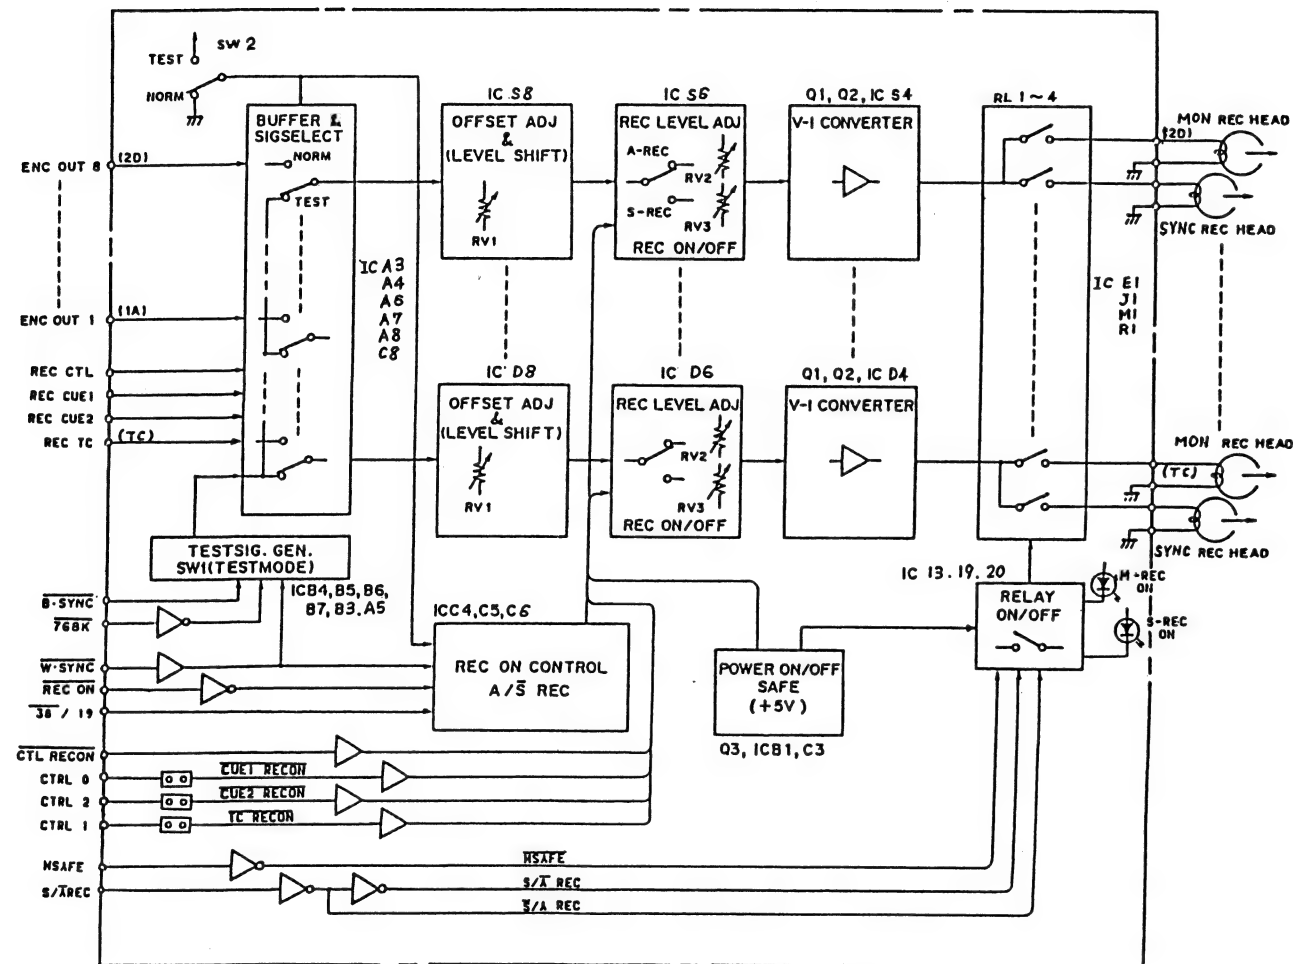 SW 2
TEST
NORM
BUFFER &
SIGSELECT
NORM
TEST
IC S8
OFFSET ADJ
&
(LEVEL SHIFT)
RV1
IC S6
REC LEVEL ADJ
A-REC
RV2
S-REC
RV3
REC ON/OFF
Q1, Q2, IC S4
V-I CONVERTER
RL 1~4
MON REC HEAD
(2D)
SYNC REC HEAD
ENC OUT 8
(2D)
ENC OUT 1
(1A)
REC CTL
REC CUE1
REC CUE2
REC TC
(TC)
IC A3
A4
A6
A7
A8
C8
IC E1
J1
M1
R1
IC D8
OFFSET ADJ
&
(LEVEL SHIFT)
RV1
IC D6
REC LEVEL ADJ
RV2
RV3
REC ON/OFF
Q1, Q2, IC D4
V-I CONVERTER
MON REC HEAD
(TC)
SYNC REC HEAD
TESTSIG. GEN.
SW1(TESTMODE)
ICB4, B5, B6,
B7, B3, A5
B-SYNC
768K
W-SYNC
REC ON
38 / 19
ICC4, C5, C6
REC ON CONTROL
A/S REC
POWER ON/OFF
SAFE
(+5V)
Q3, ICB1, C3
IC 13.19.20
RELAY
ON/OFF
M-REC
ON
S-REC
ON
CTL RECON
CTRL 0
CUE1 RECON
CTRL 2
CUE2 RECON
CTRL 1
TC RECON
HSAFE
HSAFE
S/AREC
S/A REC
S/A REC